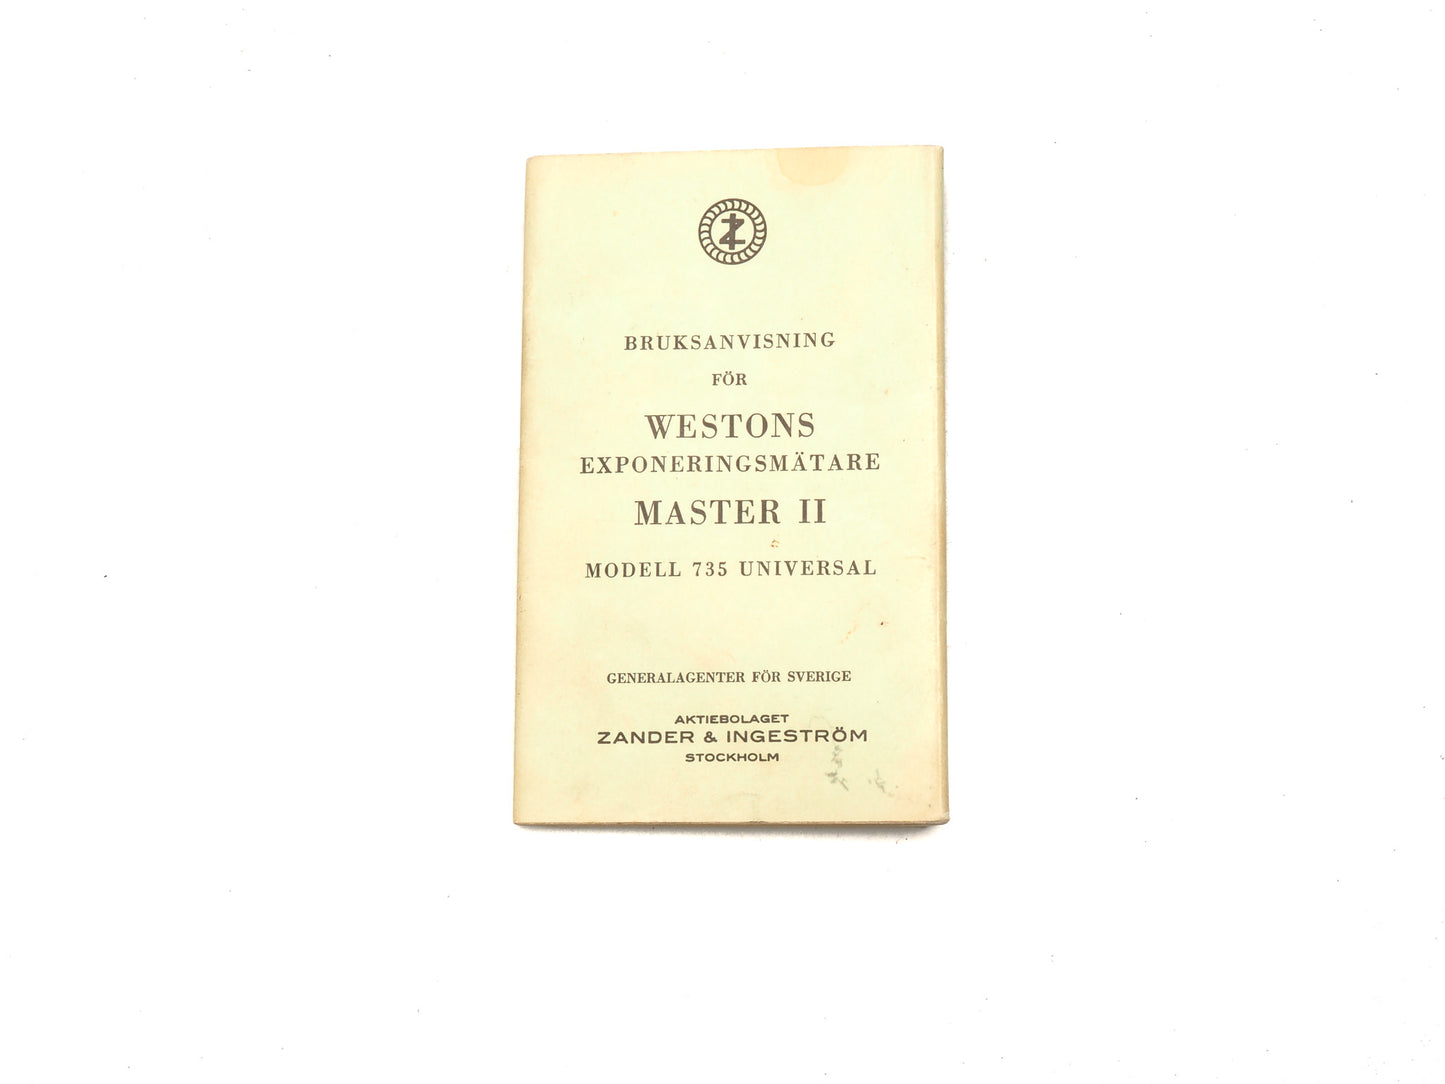 BRUKSANVISNING
FÖR
WESTONS
EXPONERINGSMÄTARE
MASTER II
MODELL 735 UNIVERSAL
GENERALAGENTER FÖR SVERIGE
AKTIEBOLAGET
ZANDER & INGESTRÖM
STOCKHOLM